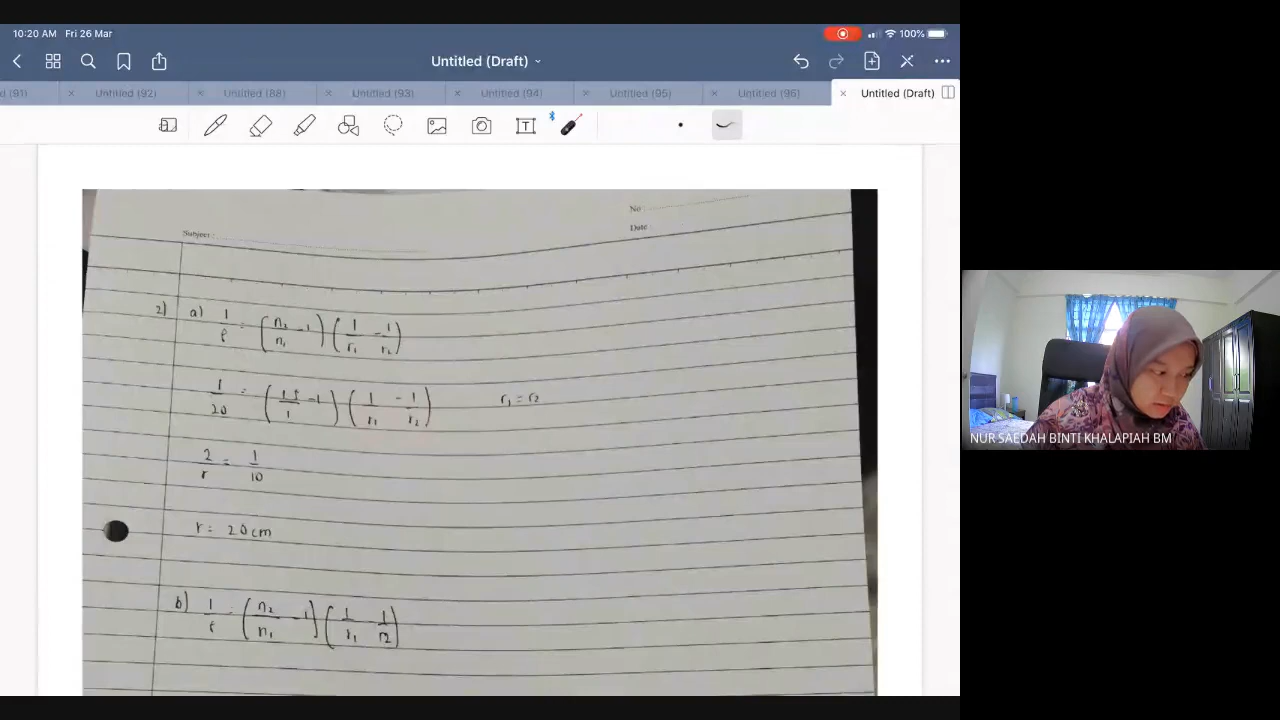 10:20 AM Fri 26 Mar
100%
Untitled (Draft)
d (91) Untitled (92) Untitled (88) Untitled (93) Untitled (94) Untitled (95) Untitled (96) Untitled (Draft)
T
No :
Subject : Date
2) a) 1/f = (n₂/n₁ - 1) (1/r₁ - 1/r₂)
1/20 = (1.5/1 - 1) (1/r₁ - 1/r₂) r₁ = r₂
2/r = 1/10
r = 20 cm
b) 1/f = (n₂/n₁ - 1) (1/r₁ - 1/r₂)
NUR SAEDAH BINTI KHALAPIAH BM